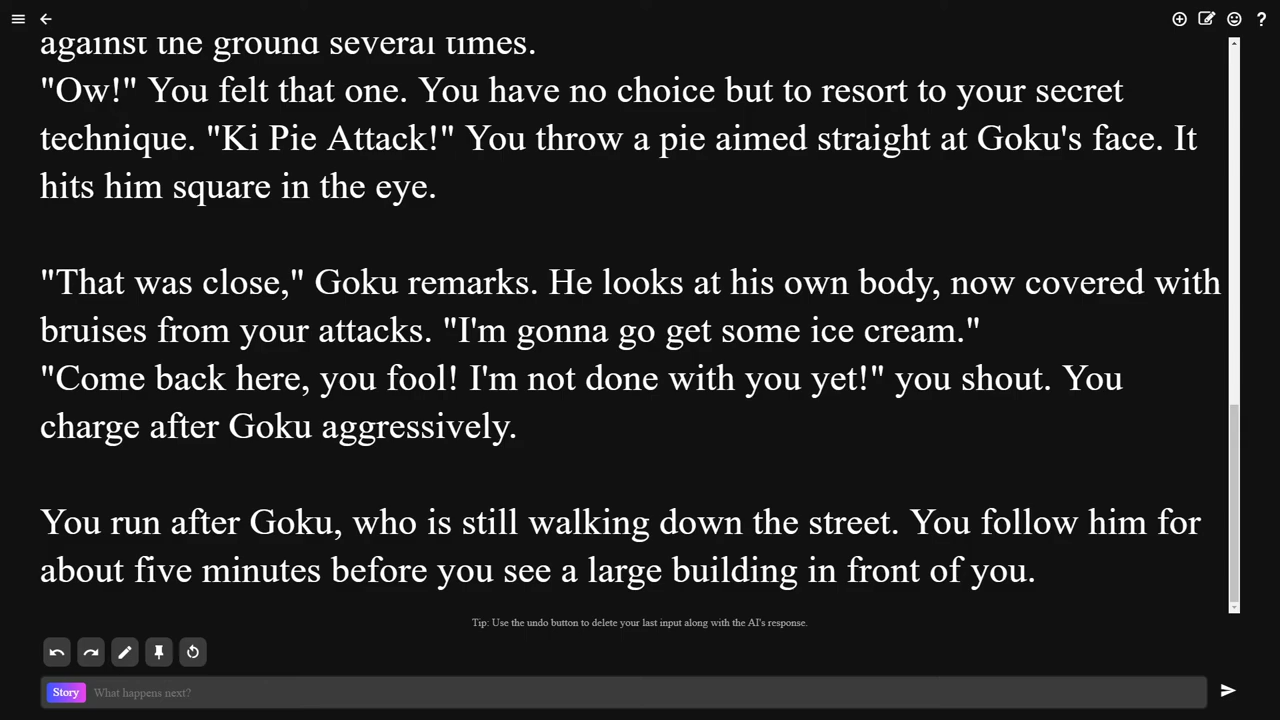 against the ground several times.
"Ow!" You felt that one. You have no choice but to resort to your secret
technique. "Ki Pie Attack!" You throw a pie aimed straight at Goku's face. It
hits him square in the eye.
"That was close," Goku remarks. He looks at his own body, now covered with
bruises from your attacks. "I'm gonna go get some ice cream."
"Come back here, you fool! I'm not done with you yet!" you shout. You
charge after Goku aggressively.
You run after Goku, who is still walking down the street. You follow him for
about five minutes before you see a large building in front of you.
Tip: Use the undo button to delete your last input along with the AI's response.
Story What happens next?